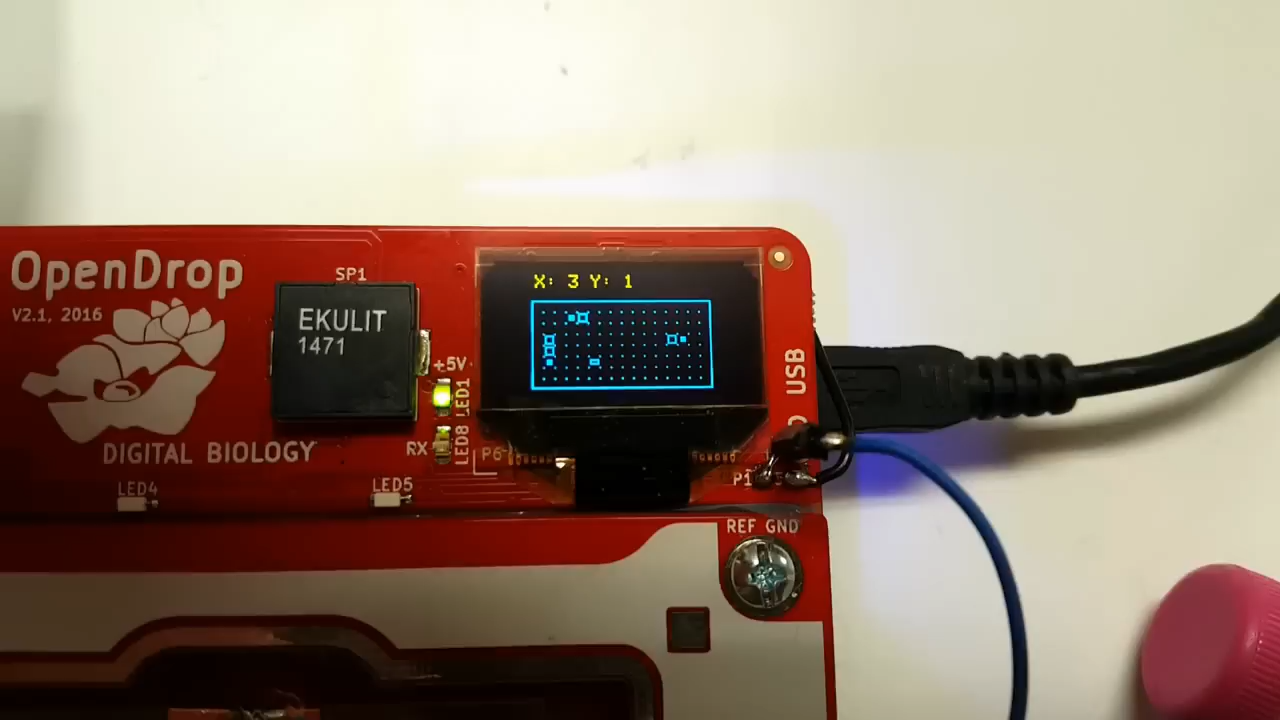 OpenDrop
V2.1, 2016
DIGITAL BIOLOGY
SP1
EKULIT
1471
+5V
LED1
RX
LED8
X: 3 Y: 1
USB
P6
LED4
LED5
REF GND